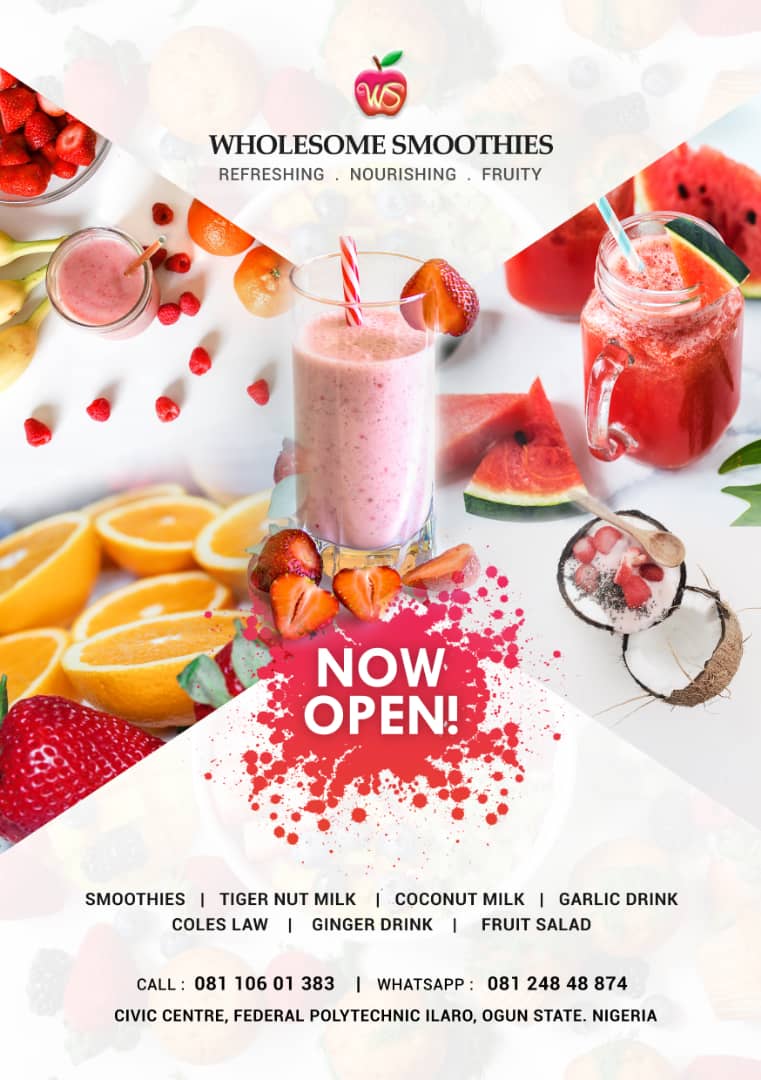 WS
WHOLESOME SMOOTHIES
REFRESHING . NOURISHING . FRUITY
NOW
OPEN!
SMOOTHIES | TIGER NUT MILK | COCONUT MILK | GARLIC DRINK
COLES LAW | GINGER DRINK | FRUIT SALAD
CALL : 081 106 01 383 | WHATSAPP : 081 248 48 874
CIVIC CENTRE, FEDERAL POLYTECHNIC ILARO, OGUN STATE. NIGERIA